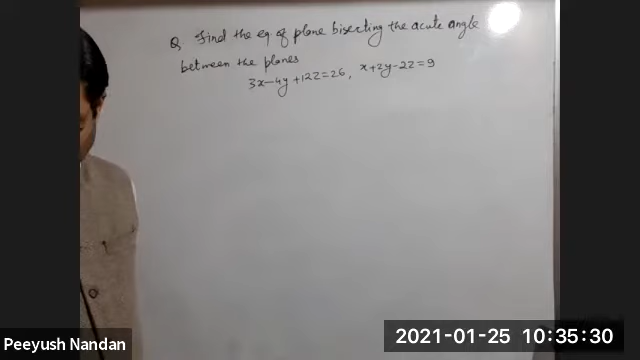 Q. Find the eq of plane bisecting the acute angle
between the planes
3x-4y+12z=26, x+2y-2z=9
Peeyush Nandan
2021-01-25 10:35:30